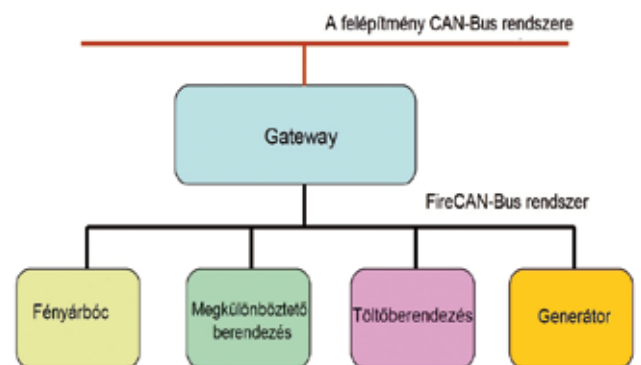 A felépítmény CAN-Bus rendszere
Gateway
FireCAN-Bus rendszer
Fényárbóc
Megkülönböztető
berendezés
Töltőberendezés
Generátor